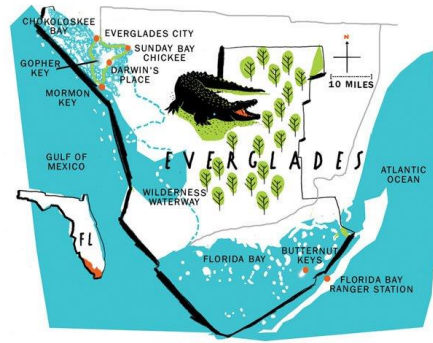 CHOKOLOSKEE
BAY
EVERGLADES CITY
SUNDAY BAY
CHICKEE
GOPHER
KEY
DARWIN'S
PLACE
MORMON
KEY
N
10 MILES
GULF OF
MEXICO
EVERGLADES
ATLANTIC
OCEAN
WILDERNESS
WATERWAY
FL
FLORIDA BAY
BUTTERNUT
KEYS
FLORIDA BAY
RANGER STATION